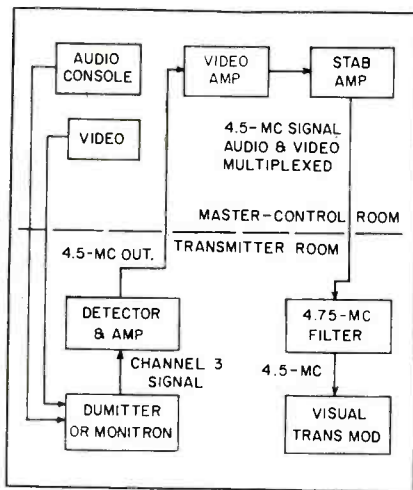 AUDIO
CONSOLE
VIDEO
AMP
STAB
AMP
VIDEO
4.5-MC SIGNAL
AUDIO & VIDEO
MULTIPLEXED
MASTER-CONTROL ROOM
TRANSMITTER ROOM
4.5-MC OUT.
DETECTOR
& AMP
4.75-MC
FILTER
CHANNEL 3
SIGNAL
4.5-MC
DUMITTER
OR MONITRON
VISUAL
TRANS MOD